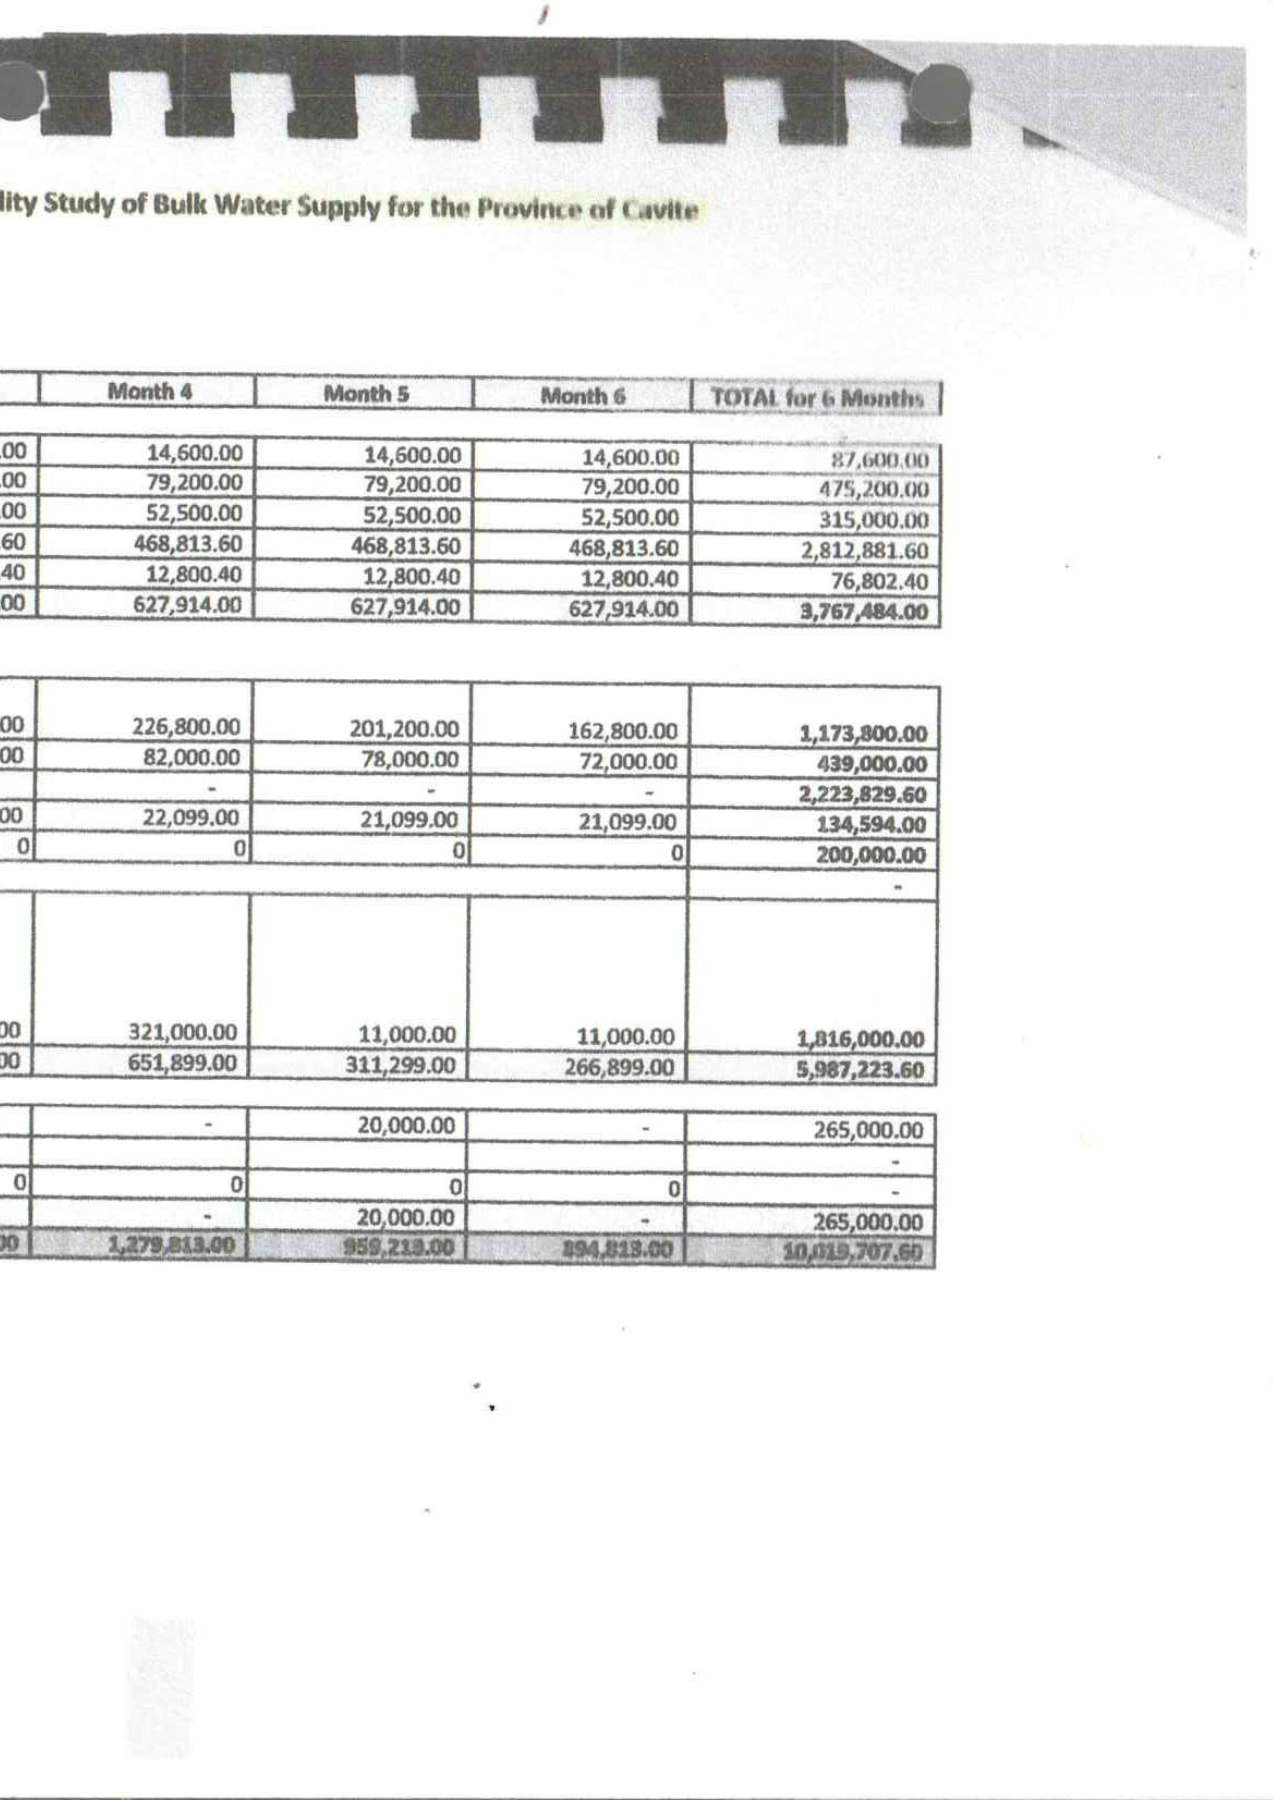 lity Study of Bulk Water Supply for the Province of Cavite
Month 4 Month 5 Month 6 TOTAL for 6 Months
.00 14,600.00 14,600.00 14,600.00 87,600.00
.00 79,200.00 79,200.00 79,200.00 475,200.00
.00 52,500.00 52,500.00 52,500.00 315,000.00
.60 468,813.60 468,813.60 468,813.60 2,812,881.60
.40 12,800.40 12,800.40 12,800.40 76,802.40
.00 627,914.00 627,914.00 627,914.00 3,767,484.00
00 226,800.00 201,200.00 162,800.00 1,173,800.00
00 82,000.00 78,000.00 72,000.00 439,000.00
- - - 2,223,829.60
00 22,099.00 21,099.00 21,099.00 134,594.00
0 0 0 0 200,000.00
-
00 321,000.00 11,000.00 11,000.00 1,816,000.00
00 651,899.00 311,299.00 266,899.00 5,987,223.60
- 20,000.00 - 265,000.00
-
0 0 0 0 -
- 20,000.00 - 265,000.00
00 1,279,813.00 959,213.00 894,813.00 10,019,707.60